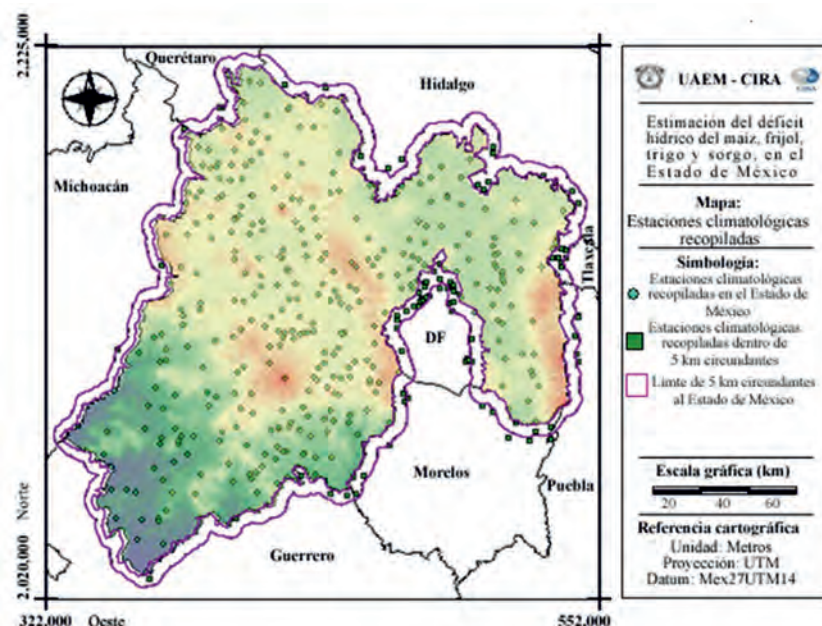 2,225,000
Querétaro
Hidalgo
Michoacán
Tlaxcala
DF
Morelos
Puebla
Guerrero
Norte
2,020,000
322,000
Oeste
552,000
UAEM - CIRA
CIRA
Estimación del déficit
hídrico del maíz, frijol,
trigo y sorgo, en el
Estado de México
Mapa:
Estaciones climatológicas
recopiladas
Simbología:
Estaciones climatológicas
recopiladas en el Estado de
México
Estaciones climatológicas
recopiladas dentro de
5 km circundantes
Límite de 5 km circundantes
al Estado de México
Escala gráfica (km)
20 40 60
Referencia cartográfica
Unidad: Metros
Proyección: UTM
Datum: Mex27UTM14